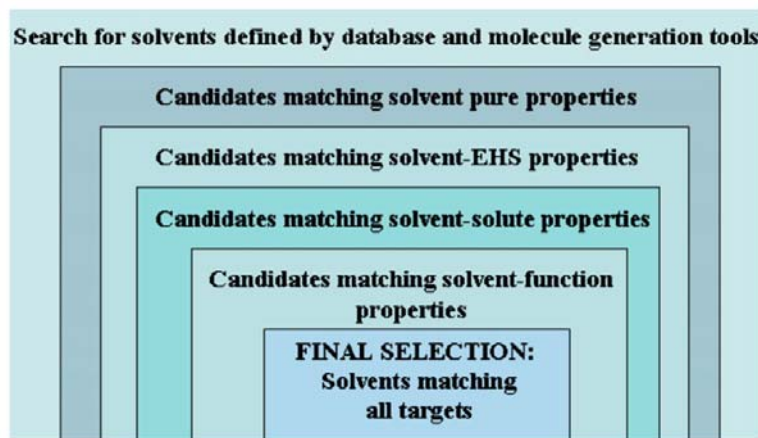 Search for solvents defined by database and molecule generation tools
Candidates matching solvent pure properties
Candidates matching solvent-EHS properties
Candidates matching solvent-solute properties
Candidates matching solvent-function
properties
FINAL SELECTION:
Solvents matching
all targets